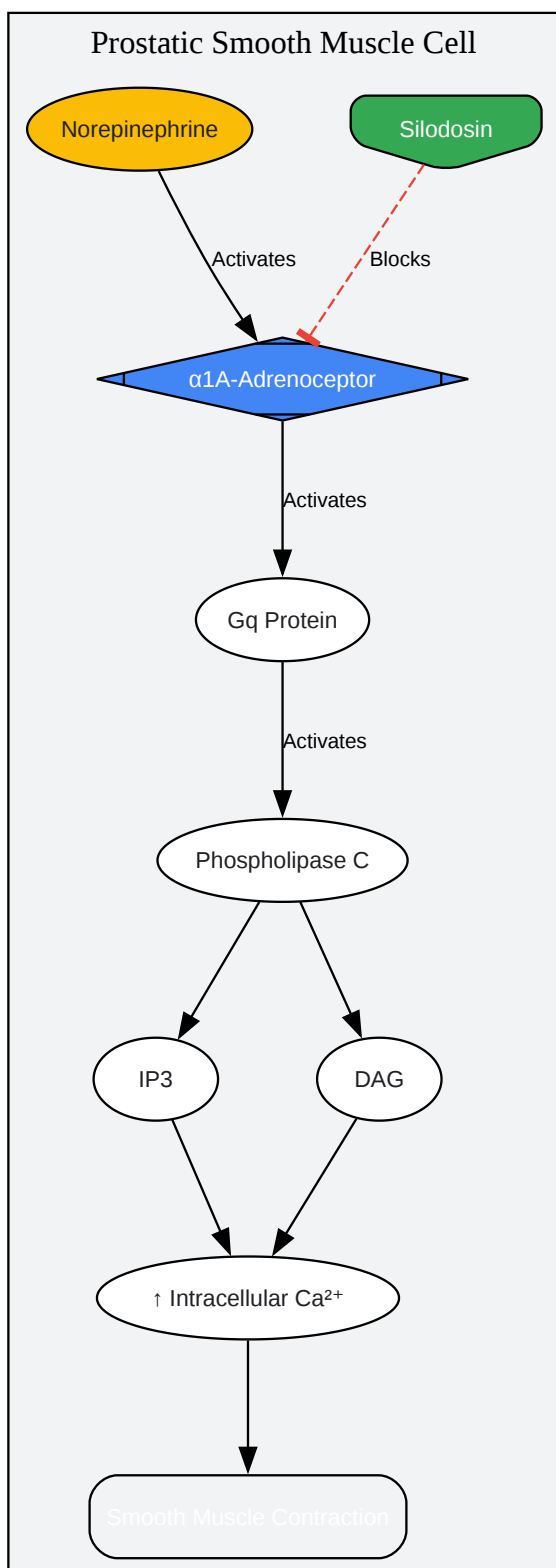 Prostatic Smooth Muscle Cell
Norepinephrine
Silodosin
Activates
Blocks
α1A-Adrenoceptor
Activates
Gq Protein
Activates
Phospholipase C
IP3
DAG
↑ Intracellular Ca²⁺
Smooth Muscle Contraction